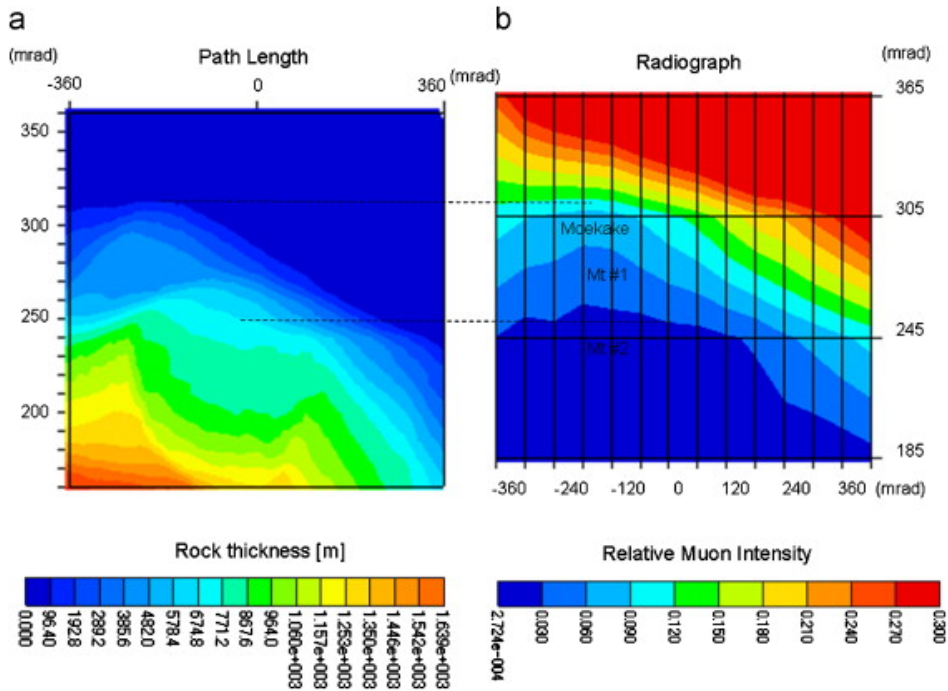 a
(mrad)
Path Length
-360 0 360
(mrad)
350
300
250
200
Rock thickness [m]
0.000 96.40 192.8 289.2 385.6 482.0 578.4 674.8 771.2 867.6 964.0 1.060e+003 1.157e+003 1.253e+003 1.350e+003 1.446e+003 1.542e+003 1.639e+003
b
Radiograph
(mrad)
365
305
Moekake
Mt #1
245
Mt #2
185
-360 -240 -120 0 120 240 360 (mrad)
Relative Muon Intensity
2.724e-004 0.030 0.060 0.090 0.120 0.150 0.180 0.210 0.240 0.270 0.300